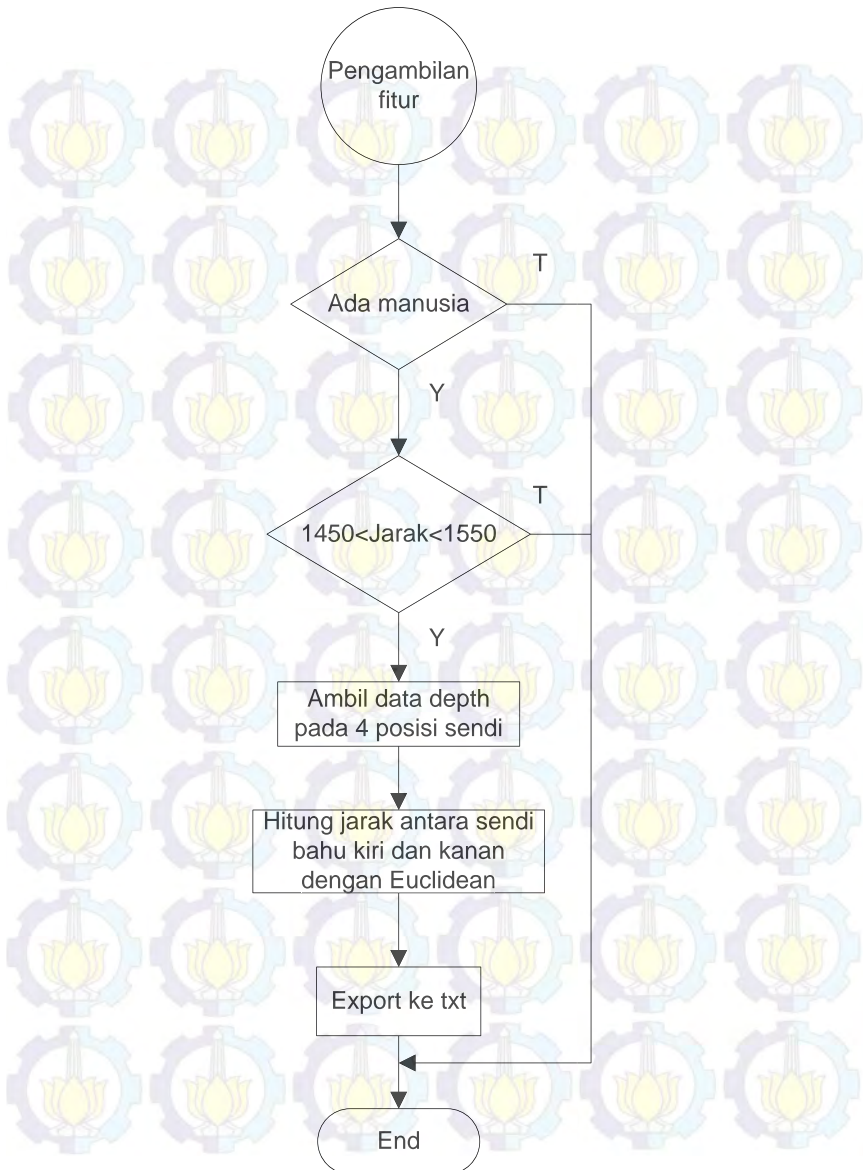 Pengambilan
fitur
T
Ada manusia
Y
T
1450<Jarak<1550
Y
Ambil data depth
pada 4 posisi sendi
Hitung jarak antara sendi
bahu kiri dan kanan
dengan Euclidean
Export ke txt
End